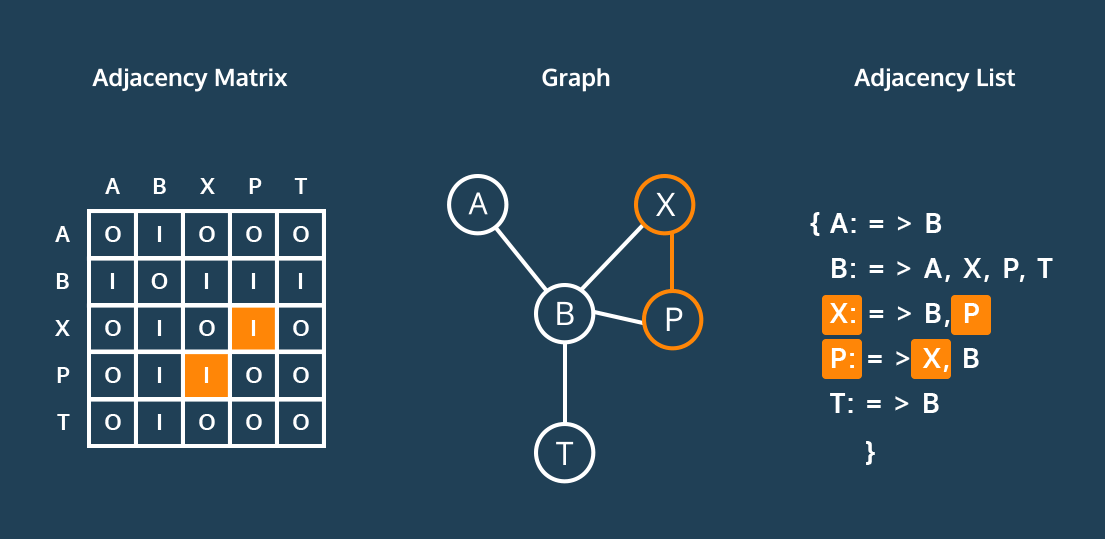 Adjacency Matrix
Graph
Adjacency List
A B X P T
A O I O O O
B I O I I I
X O I O I O
P O I I O O
T O I O O O
A
X
B
P
T
{ A: = > B
B: = > A, X, P, T
X: = > B, P
P: = > X, B
T: = > B
}